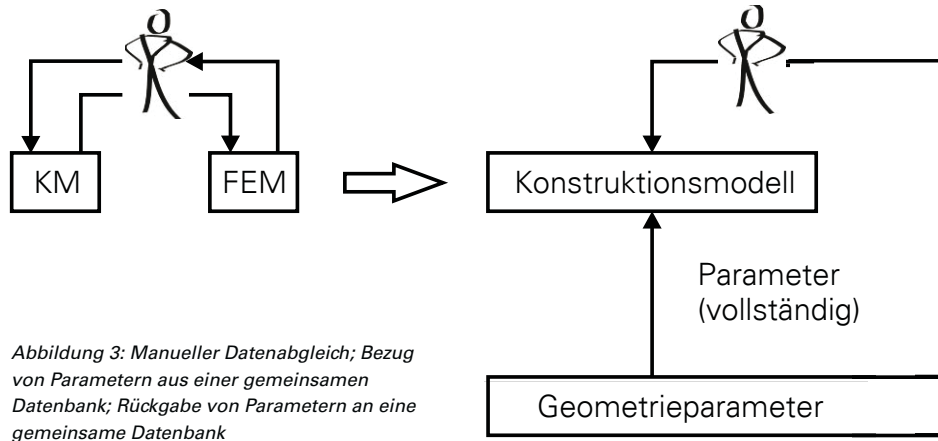 KM
FEM
Konstruktionsmodell
Parameter
(vollständig)
Abbildung 3: Manueller Datenabgleich; Bezug
von Parametern aus einer gemeinsamen
Datenbank; Rückgabe von Parametern an eine
gemeinsame Datenbank
Geometrieparameter